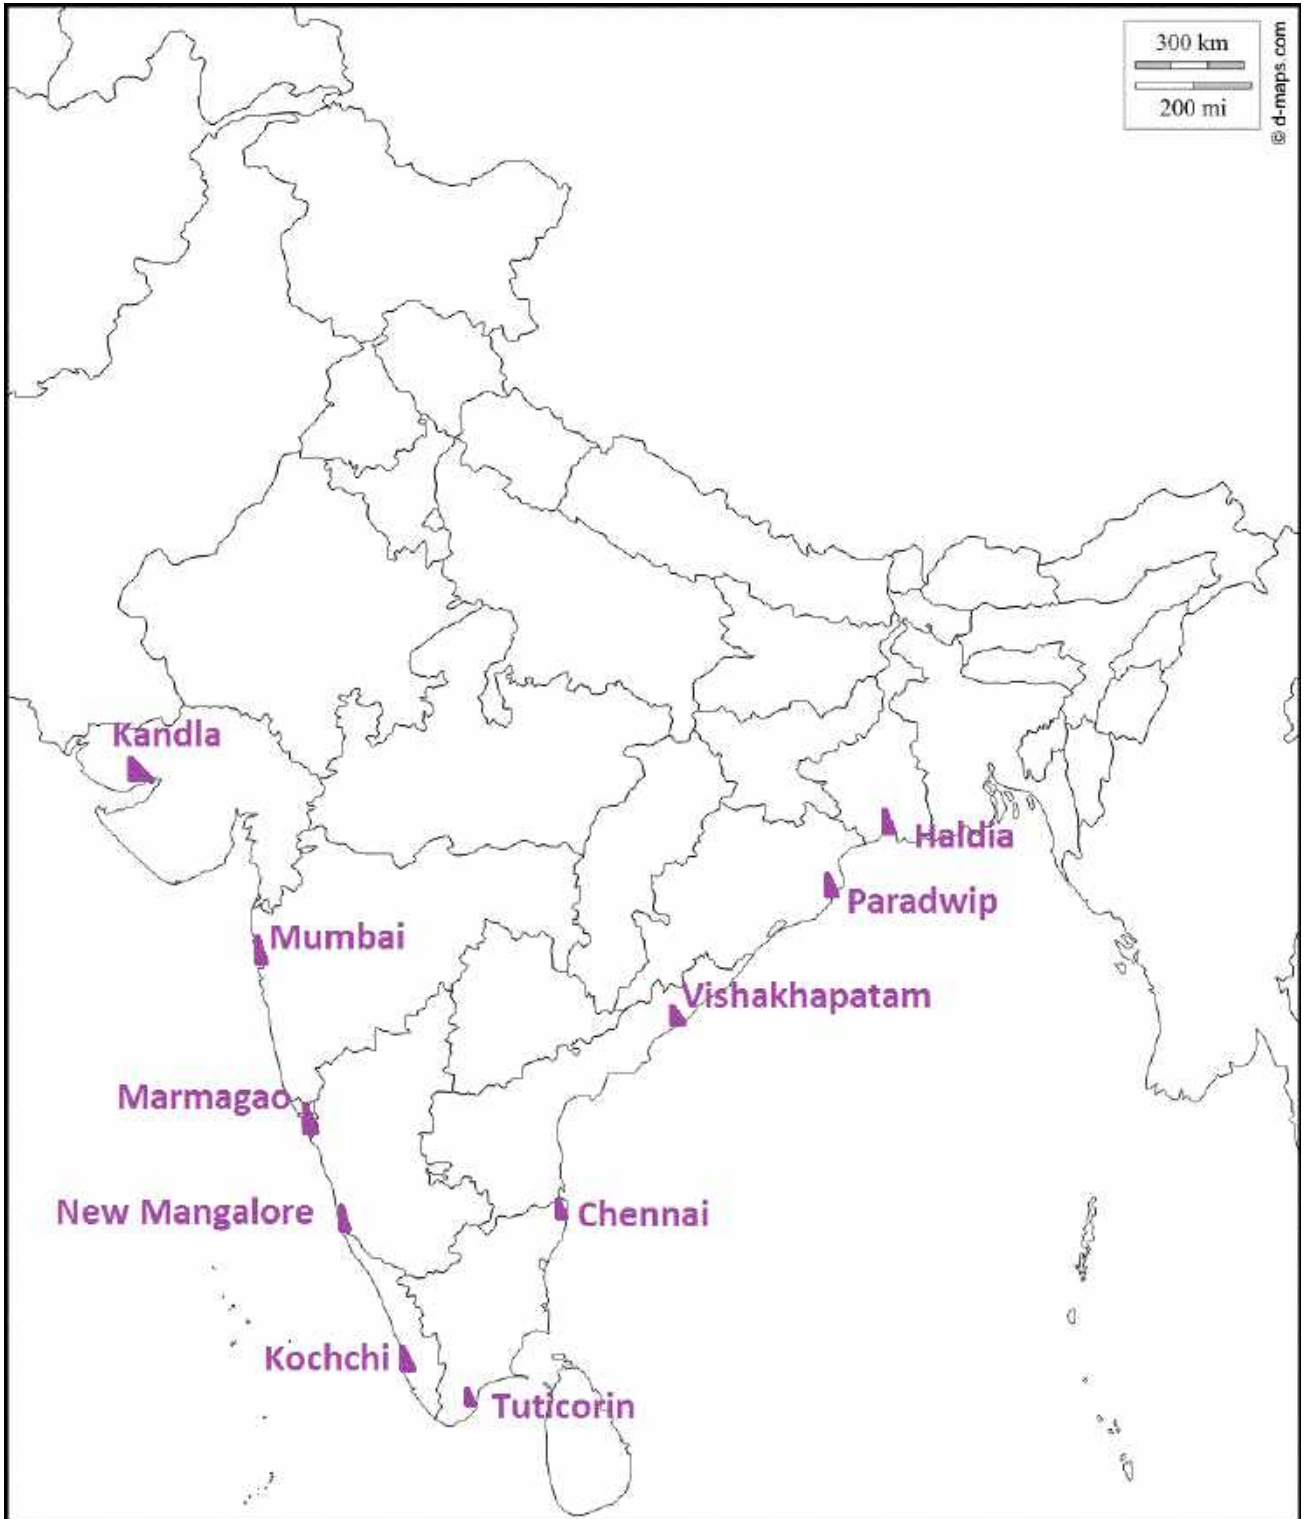 300 km
200 mi
© d-maps.com
Kandla
Haldia
Paradwip
Mumbai
Vishakhapatam
Marmagao
New Mangalore
Chennai
Kochchi
Tuticorin